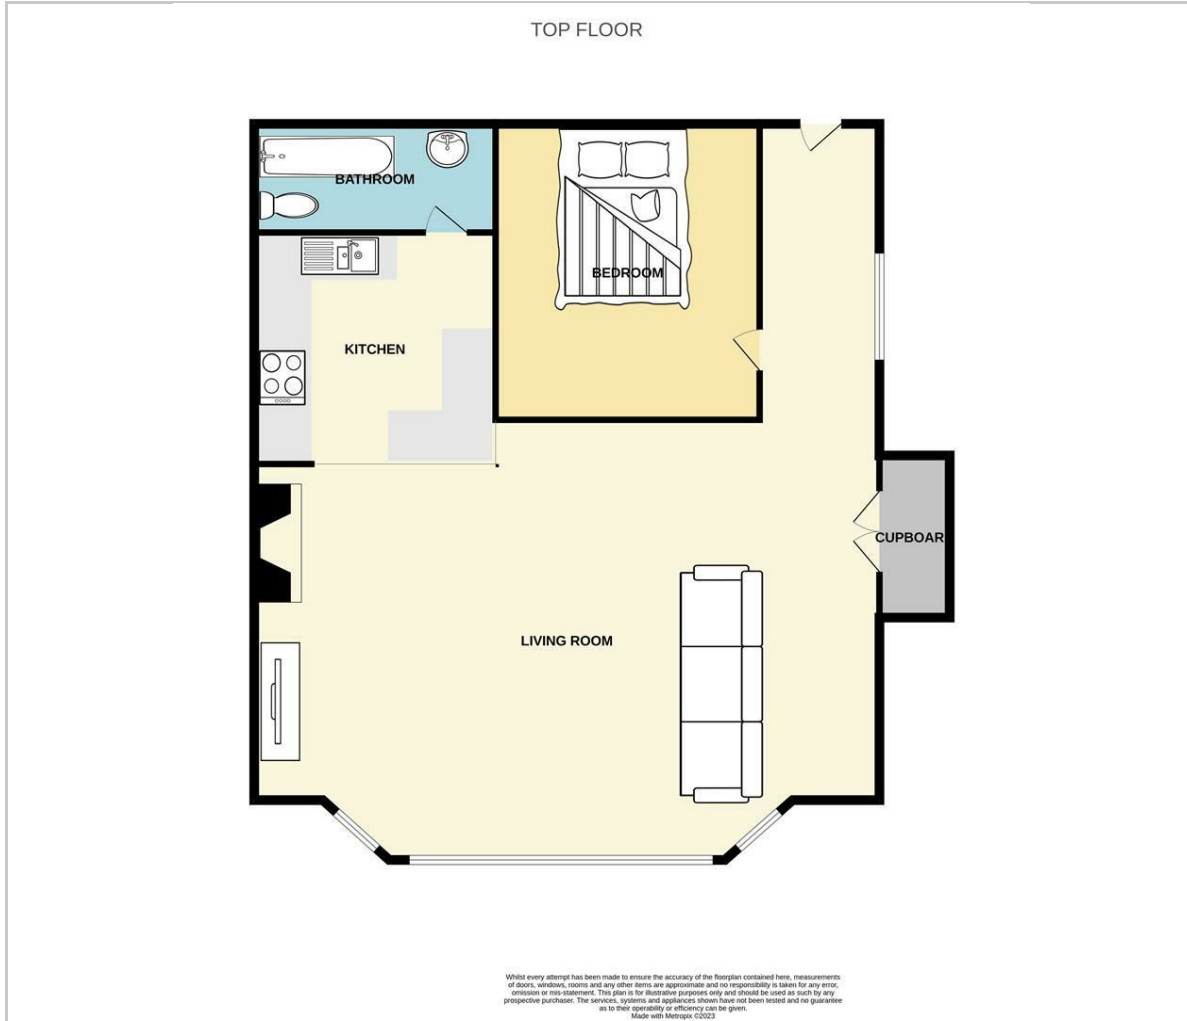 TOP FLOOR
BATHROOM
BEDROOM
KITCHEN
CUPBOAR
LIVING ROOM
Whilst every attempt has been made to ensure the accuracy of the floorplan contained here, measurements
of doors, windows, rooms and any other items are approximate and no responsibility is taken for any error,
omission or mis-statement. This plan is for illustrative purposes only and should be used as such by any
prospective purchaser. The services, systems and appliances shown have not been tested and no guarantee
as to their operability or efficiency can be given.
Made with Metropix ©2023